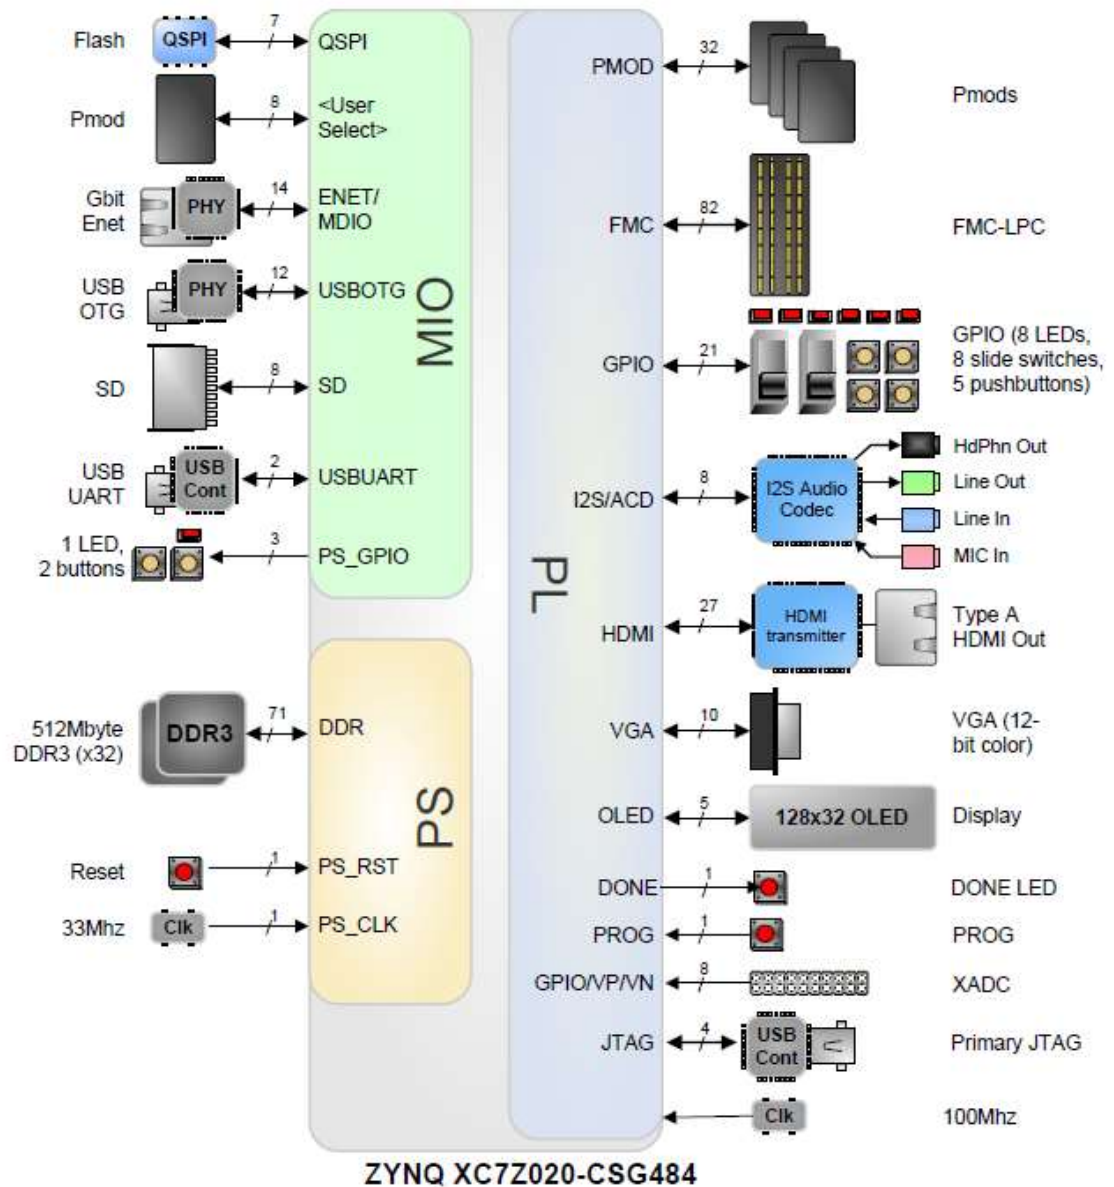 Flash
QSPI
7
QSPI
Pmod
8
<User
Select>
Gbit
Enet
PHY
14
ENET/
MDIO
USB
OTG
PHY
12
USBOTG
SD
8
SD
USB
UART
USB
Cont
2
USBUART
1 LED,
2 buttons
3
PS_GPIO
MIO
512Mbyte
DDR3 (x32)
DDR3
71
DDR
Reset
1
PS_RST
33Mhz
Clk
1
PS_CLK
PS
PL
PMOD
32
Pmods
FMC
82
FMC-LPC
GPIO
21
GPIO (8 LEDs,
8 slide switches,
5 pushbuttons)
I2S/ACD
8
I2S Audio
Codec
HdPhn Out
Line Out
Line In
MIC In
HDMI
27
HDMI
transmitter
Type A
HDMI Out
VGA
10
VGA (12-
bit color)
OLED
5
128x32 OLED
Display
DONE
1
DONE LED
PROG
1
PROG
GPIO/VP/VN
8
XADC
JTAG
4
USB
Cont
Primary JTAG
Clk
100Mhz
ZYNQ XC7Z020-CSG484